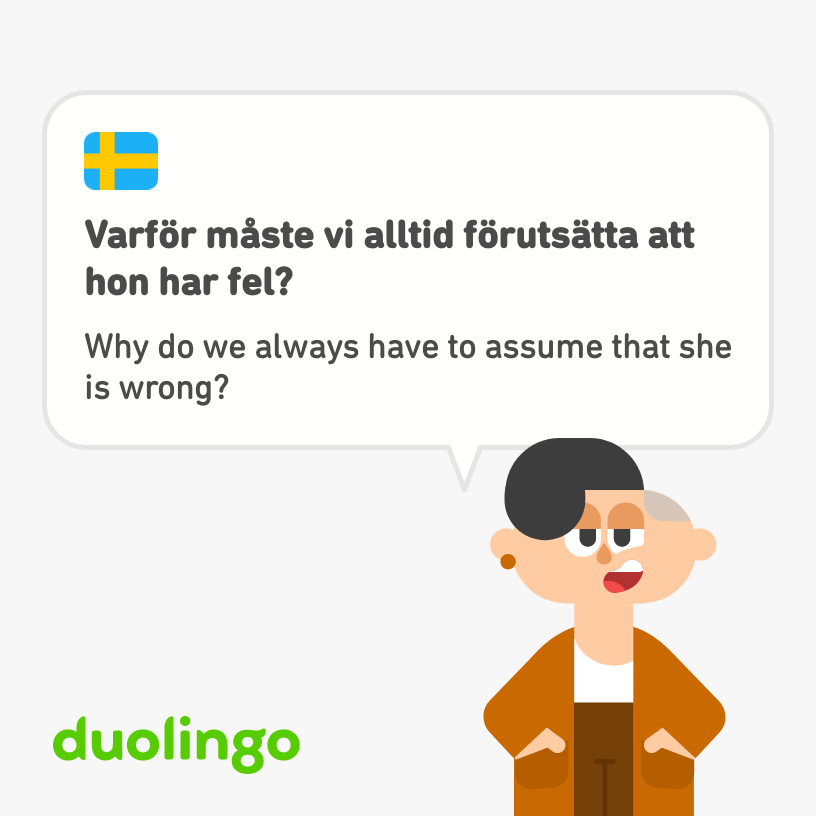 Varför måste vi alltid förutsätta att
hon har fel?
Why do we always have to assume that she
is wrong?
duolingo